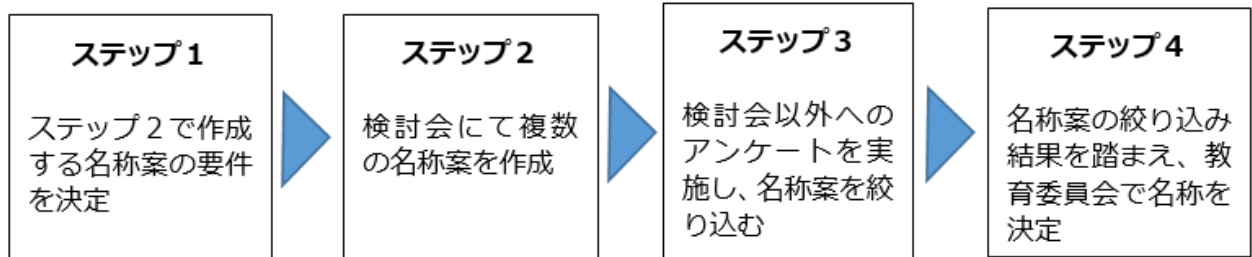 ステップ１
ステップ２で作成
する名称案の要件
を決定
ステップ２
検討会にて複数
の名称案を作成
ステップ３
検討会以外への
アンケートを実
施し、名称案を絞
り込む
ステップ４
名称案の絞り込み
結果を踏まえ、教
育委員会で名称を
決定